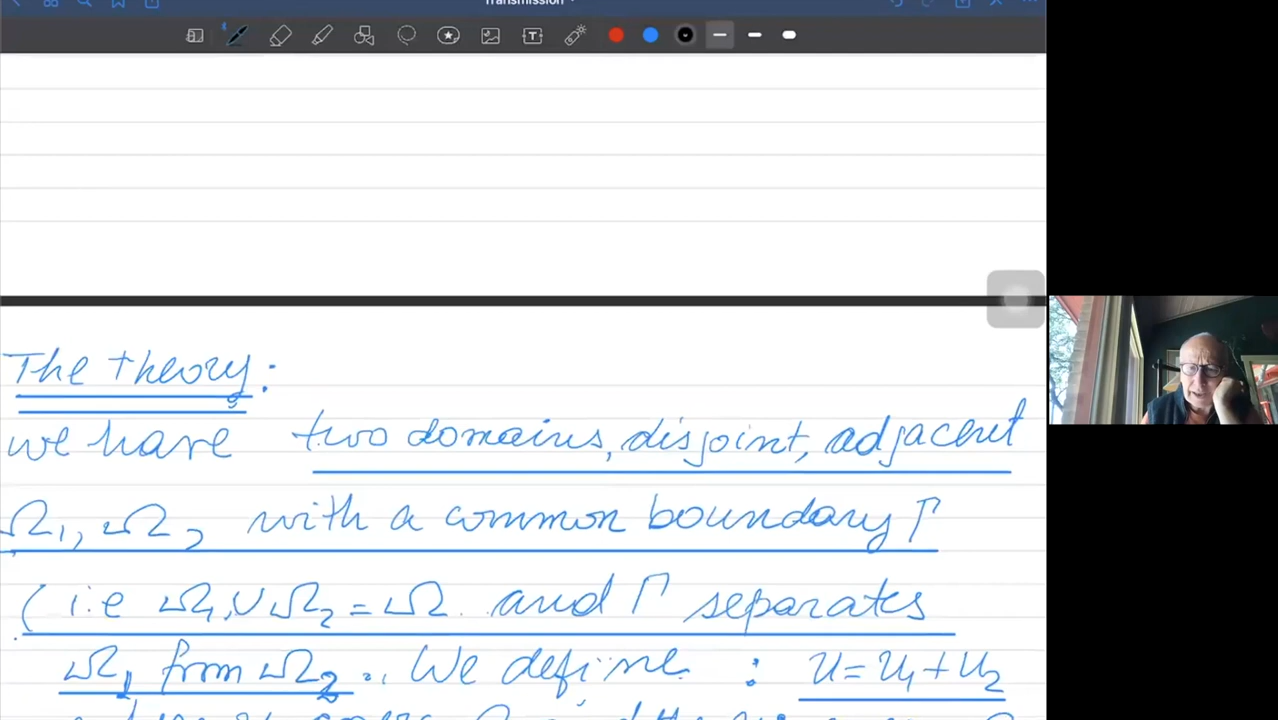 Transmission
T
The theory:
we have two domains, disjoint, adjacent
Ω1, Ω2 with a common boundary Γ
(i.e Ω1 ∪ Ω2 = Ω and Γ separates
Ω1 from Ω2.. We define : u = u1 + u2